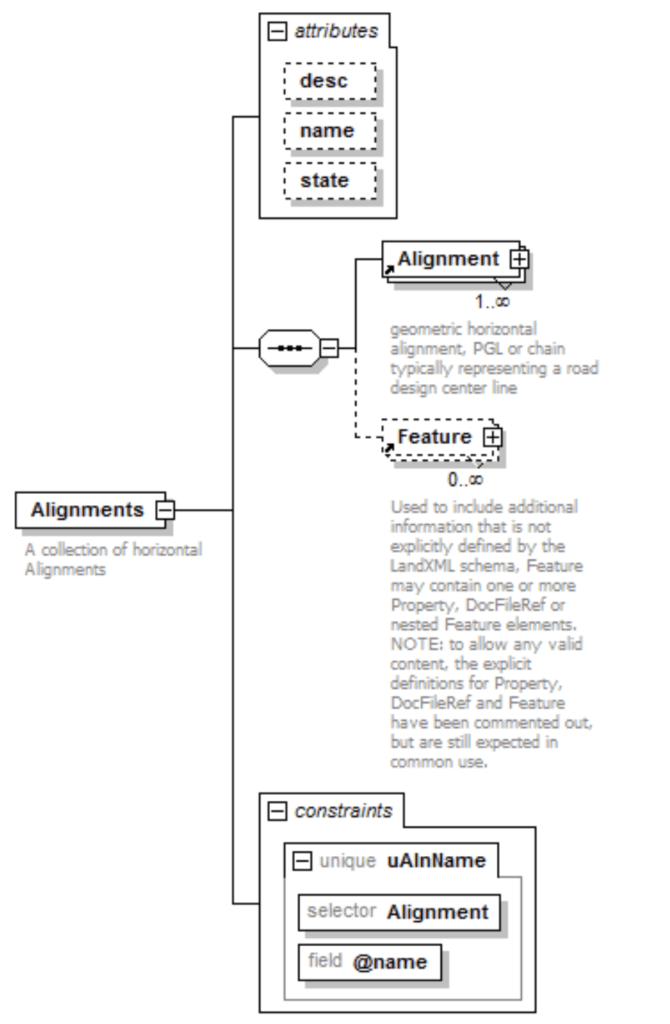 attributes
desc
name
state
Alignment
1..∞
geometric horizontal
alignment, PGL or chain
typically representing a road
design center line
Feature
0..∞
Used to include additional
information that is not
explicitly defined by the
LandXML schema, Feature
may contain one or more
Property, DocFileRef or
nested Feature elements.
NOTE: to allow any valid
content, the explicit
definitions for Property,
DocFileRef and Feature
have been commented out,
but are still expected in
common use.
Alignments
A collection of horizontal
Alignments
constraints
unique uAlnName
selector Alignment
field @name